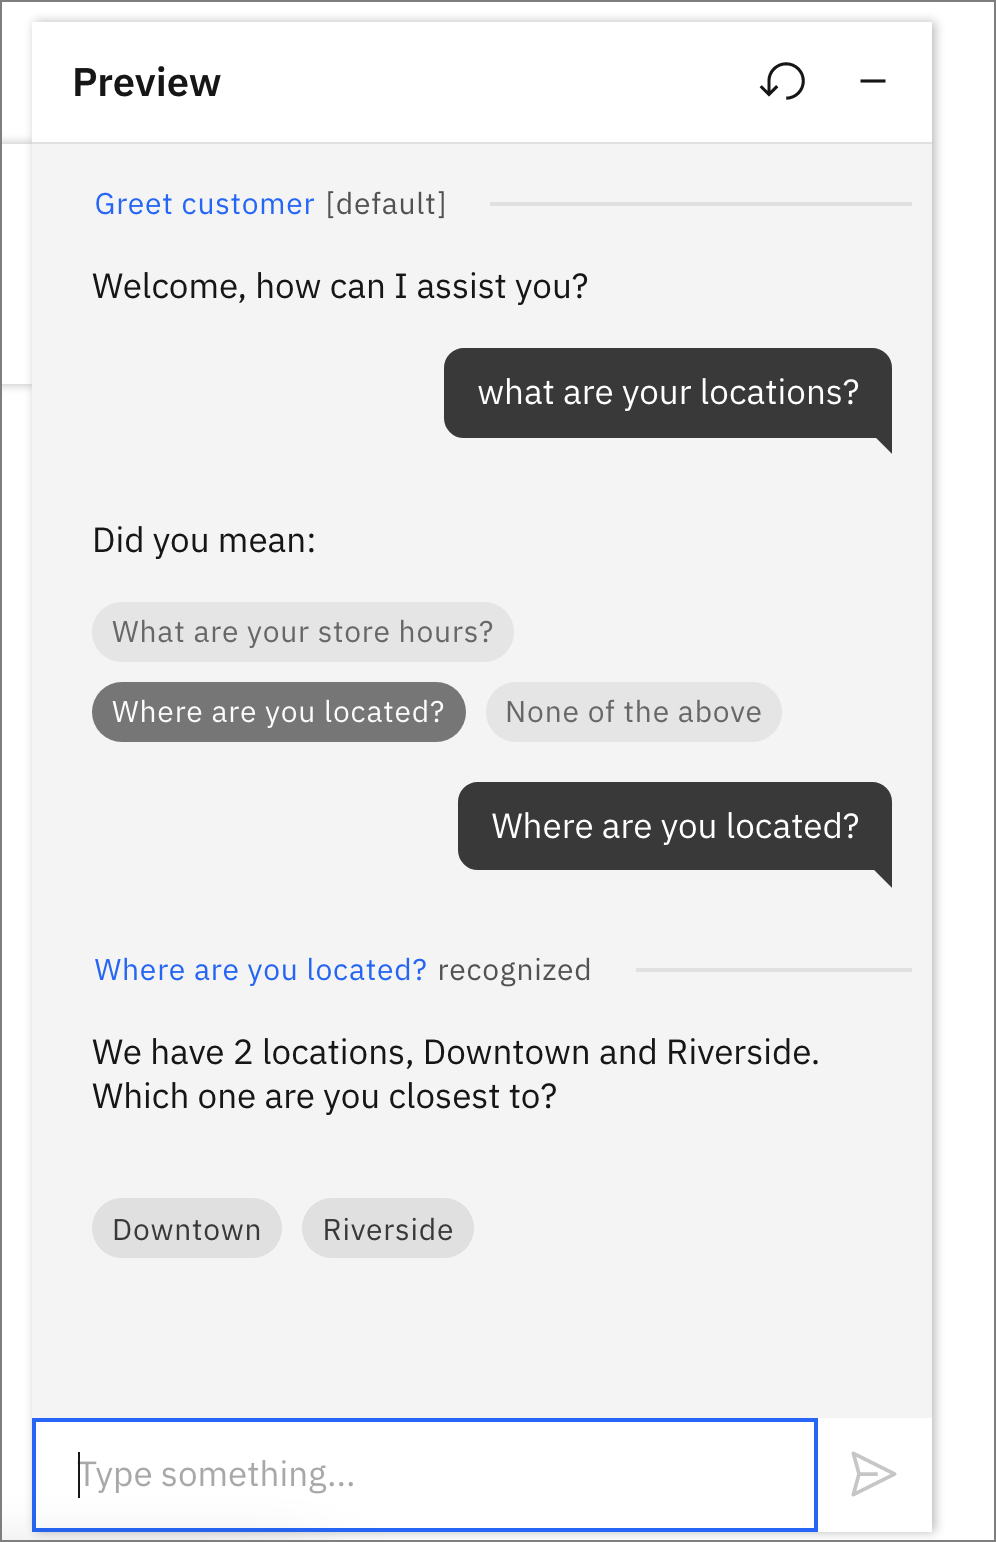 Preview
Greet customer [default]
Welcome, how can I assist you?
what are your locations?
Did you mean:
What are your store hours?
Where are you located? None of the above
Where are you located?
Where are you located? recognized
We have 2 locations, Downtown and Riverside.
Which one are you closest to?
Downtown Riverside
Type something...